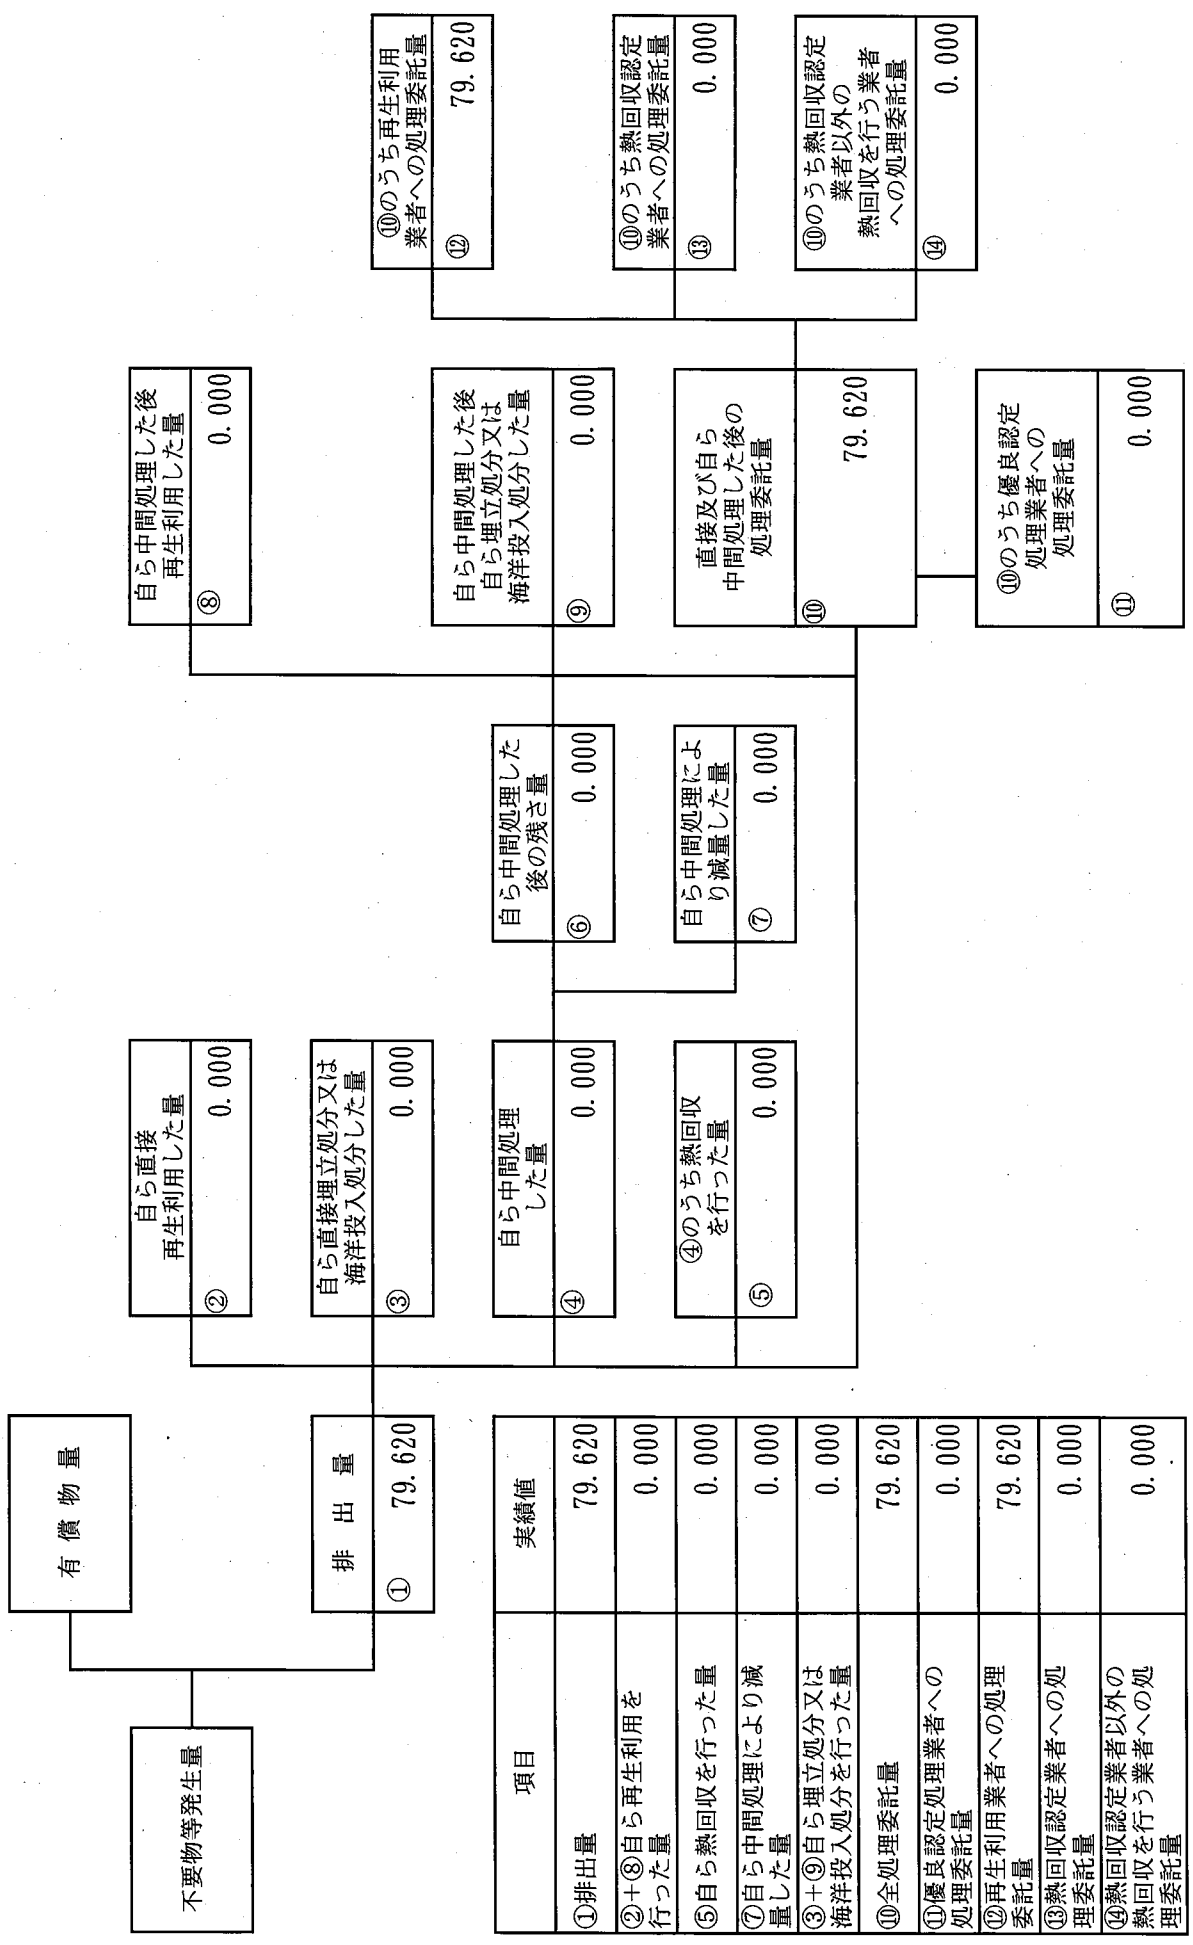 不要物等発生量
有償物量
排出量
① 79.620
自ら直接
再生利用した量
② 0.000
自ら直接埋立処分又は
海洋投入処分した量
③ 0.000
自ら中間処理
した量
④ 0.000
④のうち熱回収
を行った量
⑤ 0.000
自ら中間処理した
後の残さ量
⑥ 0.000
自ら中間処理によ
り減量した量
⑦ 0.000
自ら中間処理した後
再生利用した量
⑧ 0.000
自ら中間処理した後
自ら埋立処分又は
海洋投入処分した量
⑨ 0.000
直接及び自ら
中間処理した後の
処理委託量
⑩ 79.620
⑩のうち優良認定
処理業者への
処理委託量
⑪ 0.000
⑩のうち再生利用
業者への処理委託量
⑫ 79.620
⑩のうち熱回収認定
業者への処理委託量
⑬ 0.000
⑩のうち熱回収認定
業者以外の
熱回収を行う業者
への処理委託量
⑭ 0.000
項目 実績値
①排出量 79.620
②+⑧自ら再生利用を
行った量 0.000
⑤自ら熱回収を行った量 0.000
⑦自ら中間処理により減
量した量 0.000
③+⑨自ら埋立処分又は
海洋投入処分を行った量 0.000
⑩全処理委託量 79.620
⑪優良認定処理業者への
処理委託量 0.000
⑫再生利用業者への処理
委託量 79.620
⑬熱回収認定業者への処
理委託量 0.000
⑭熱回収認定業者以外の
熱回収を行う業者への処
理委託量 0.000